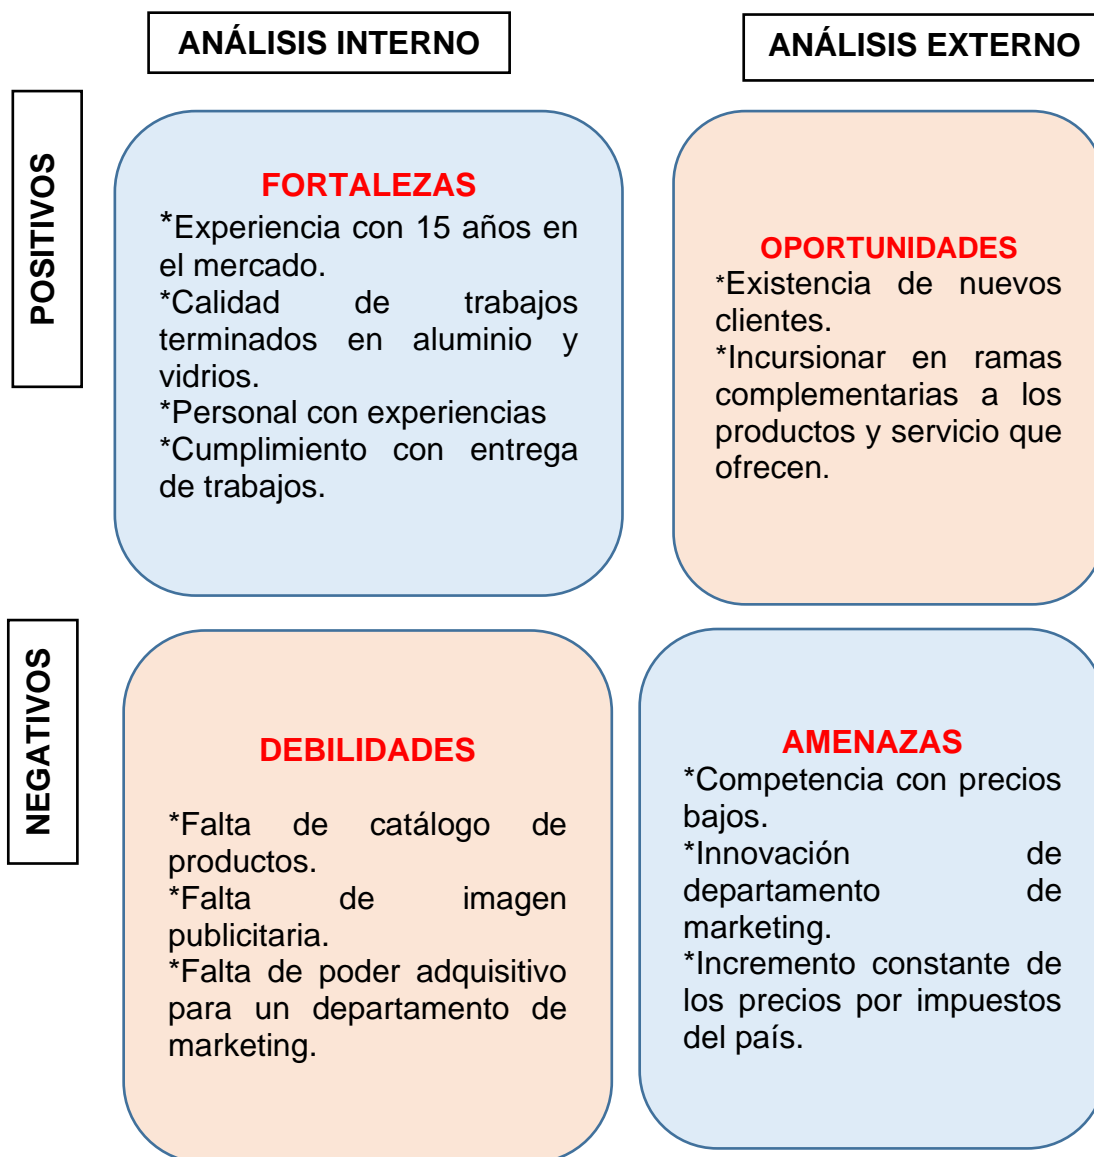 ANÁLISIS INTERNO
ANÁLISIS EXTERNO
POSITIVOS
FORTALEZAS
*Experiencia con 15 años en
el mercado.
*Calidad de trabajos
terminados en aluminio y
vidrios.
*Personal con experiencias
*Cumplimiento con entrega
de trabajos.
OPORTUNIDADES
*Existencia de nuevos
clientes.
*Incursionar en ramas
complementarias a los
productos y servicio que
ofrecen.
NEGATIVOS
DEBILIDADES
*Falta de catálogo de
productos.
*Falta de imagen
publicitaria.
*Falta de poder adquisitivo
para un departamento de
marketing.
AMENAZAS
*Competencia con precios
bajos.
*Innovación de
departamento de
marketing.
*Incremento constante de
los precios por impuestos
del país.